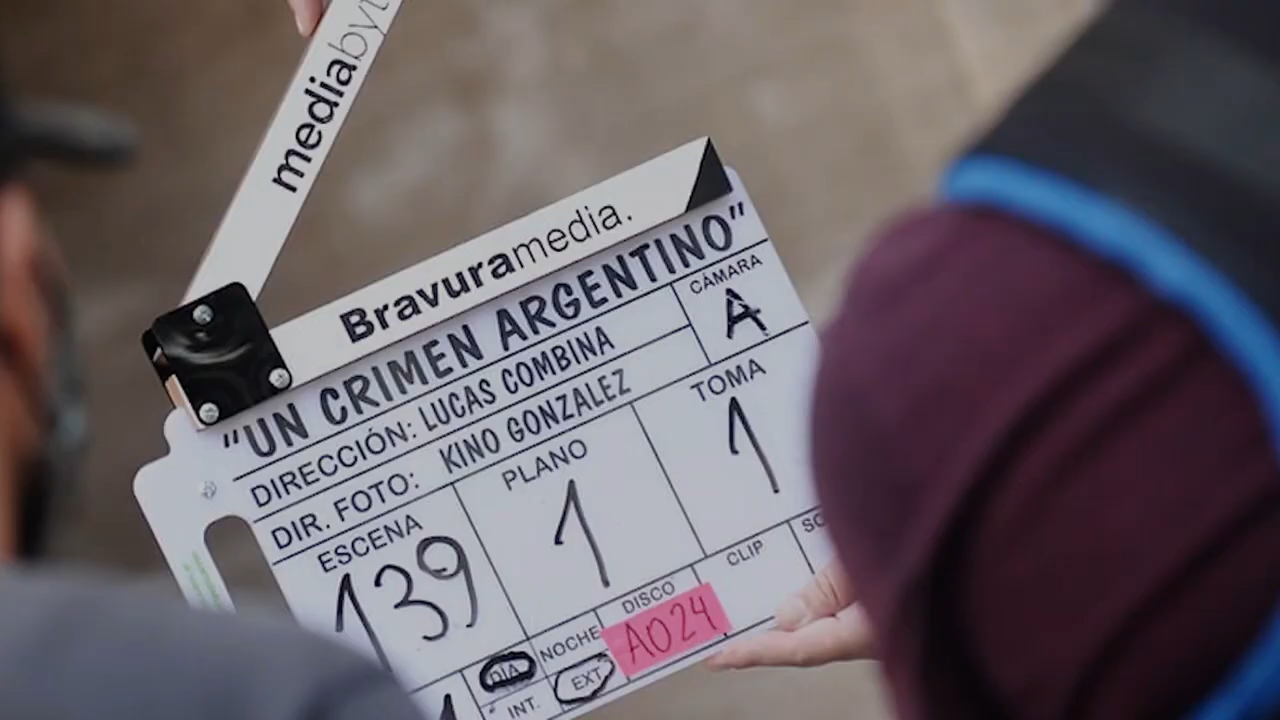 media
Bravuramedia.
"UN CRIMEN ARGENTINO"
DIRECCIÓN: LUCAS COMBINA
CÁMARA
A
DIR. FOTO: KINO GONZALEZ
ESCENA
139
PLANO
1
TOMA
1
DIA
NOCHE
INT.
EXT
DISCO
A024
CLIP